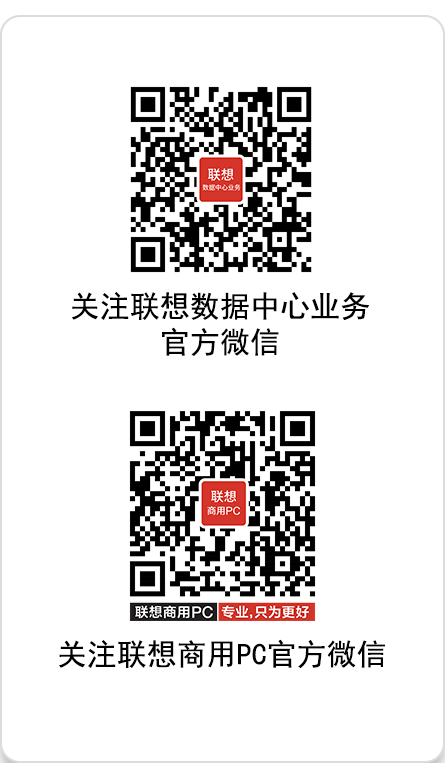 联想
数据中心业务
关注联想数据中心业务
官方微信
联想
商用PC
联想商用PC 专业,只为更好
关注联想商用PC官方微信